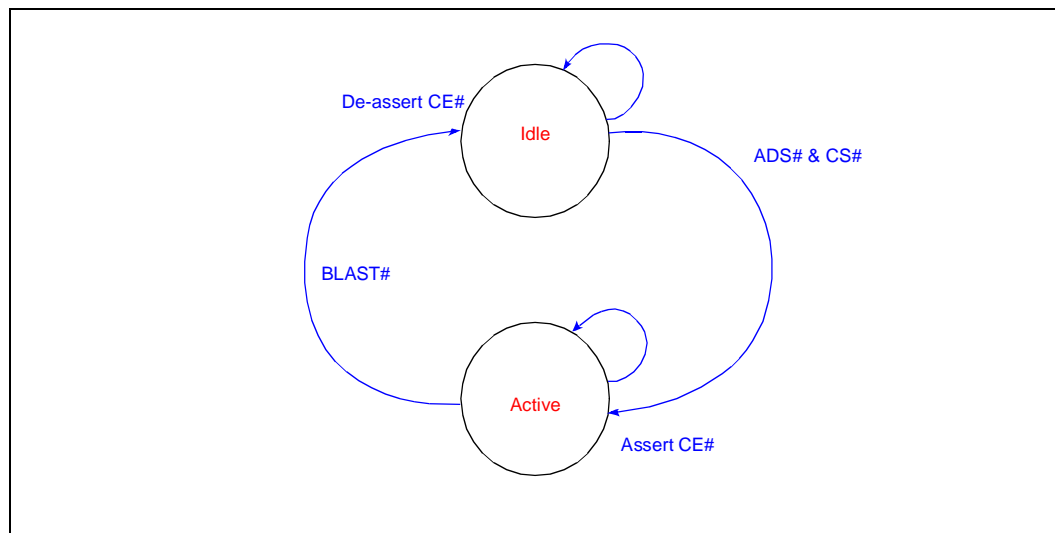 De-assert CE#
Idle
ADS# & CS#
BLAST#
Active
Assert CE#